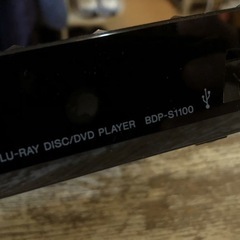 LU-RAY DISC/DVD PLAYER BDP-S1100